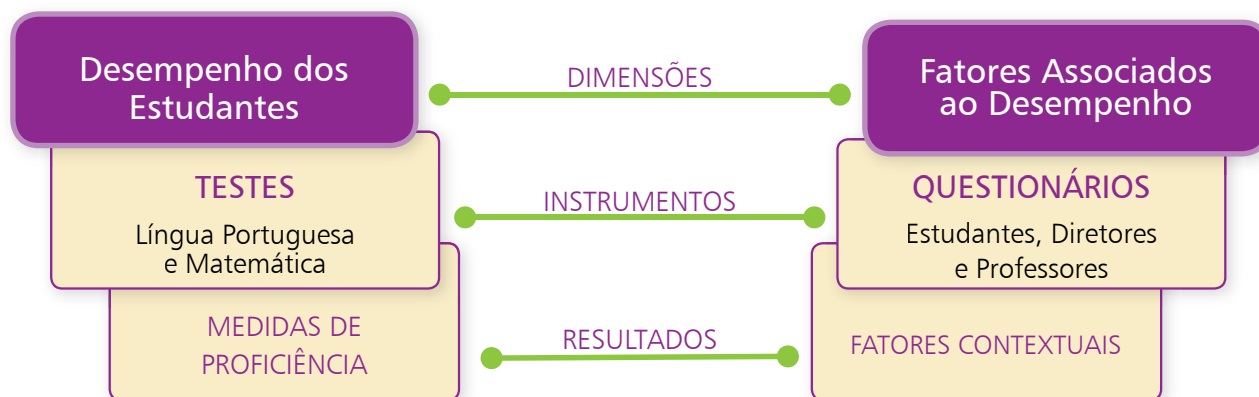 Desempenho dos
Estudantes
DIMENSÕES
Fatores Associados
ao Desempenho
TESTES
Língua Portuguesa
e Matemática
INSTRUMENTOS
QUESTIONÁRIOS
Estudantes, Diretores
e Professores
MEDIDAS DE
PROFICIÊNCIA
RESULTADOS
FATORES CONTEXTUAIS